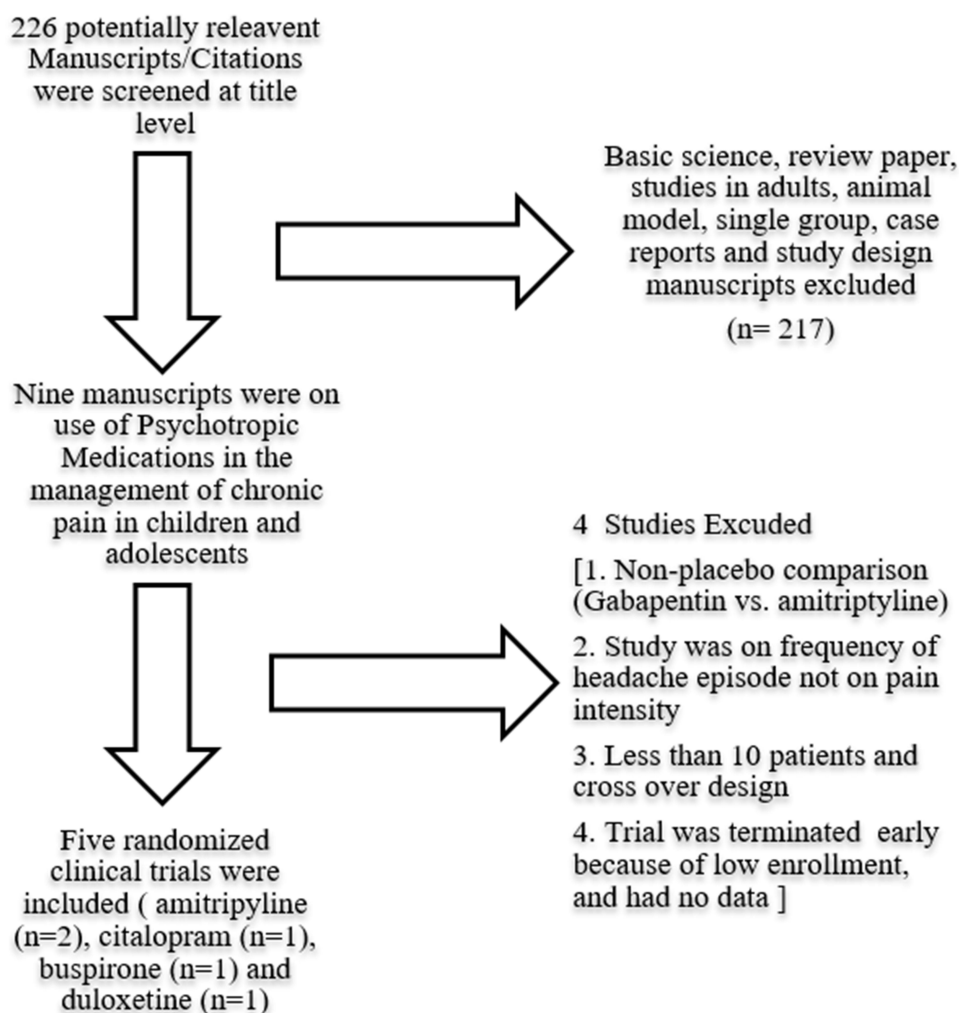 226 potentially releavent
Manuscripts/Citations
were screened at title
level
Basic science, review paper,
studies in adults, animal
model, single group, case
reports and study design
manuscripts excluded
(n= 217)
Nine manuscripts were on
use of Psychotropic
Medications in the
management of chronic
pain in children and
adolescents
4 Studies Excuded
[1. Non-placebo comparison
(Gabapentin vs. amitriptyline)
2. Study was on frequency of
headache episode not on pain
intensity
3. Less than 10 patients and
cross over design
4. Trial was terminated early
because of low enrollment,
and had no data ]
Five randomized
clinical trials were
included ( amitripyline
(n=2), citalopram (n=1),
buspirone (n=1) and
duloxetine (n=1)